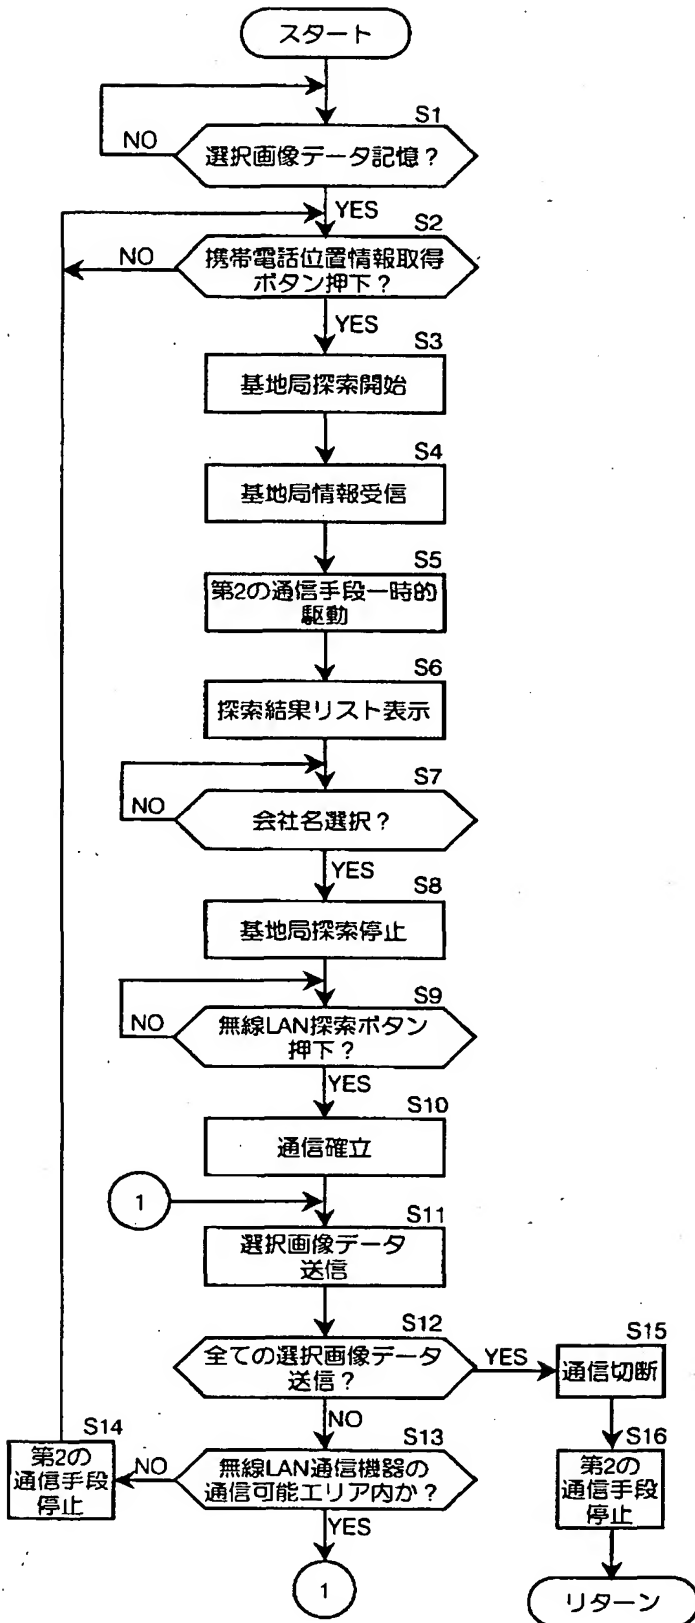 スタート
S1
NO
選択画像データ記憶？
YES
S2
NO
携帯電話位置情報取得
ボタン押下？
YES
S3
基地局探索開始
S4
基地局情報受信
S5
第2の通信手段一時的
駆動
S6
探索結果リスト表示
S7
NO
会社名選択？
YES
S8
基地局探索停止
S9
NO
無線LAN探索ボタン
押下？
YES
S10
通信確立
1
S11
選択画像データ
送信
S12
全ての選択画像データ
送信？
YES
S15
通信切断
NO
S14
第2の
通信手段
停止
NO
S13
無線LAN通信機器の
通信可能エリア内か？
S16
第2の
通信手段
停止
YES
1
リターン